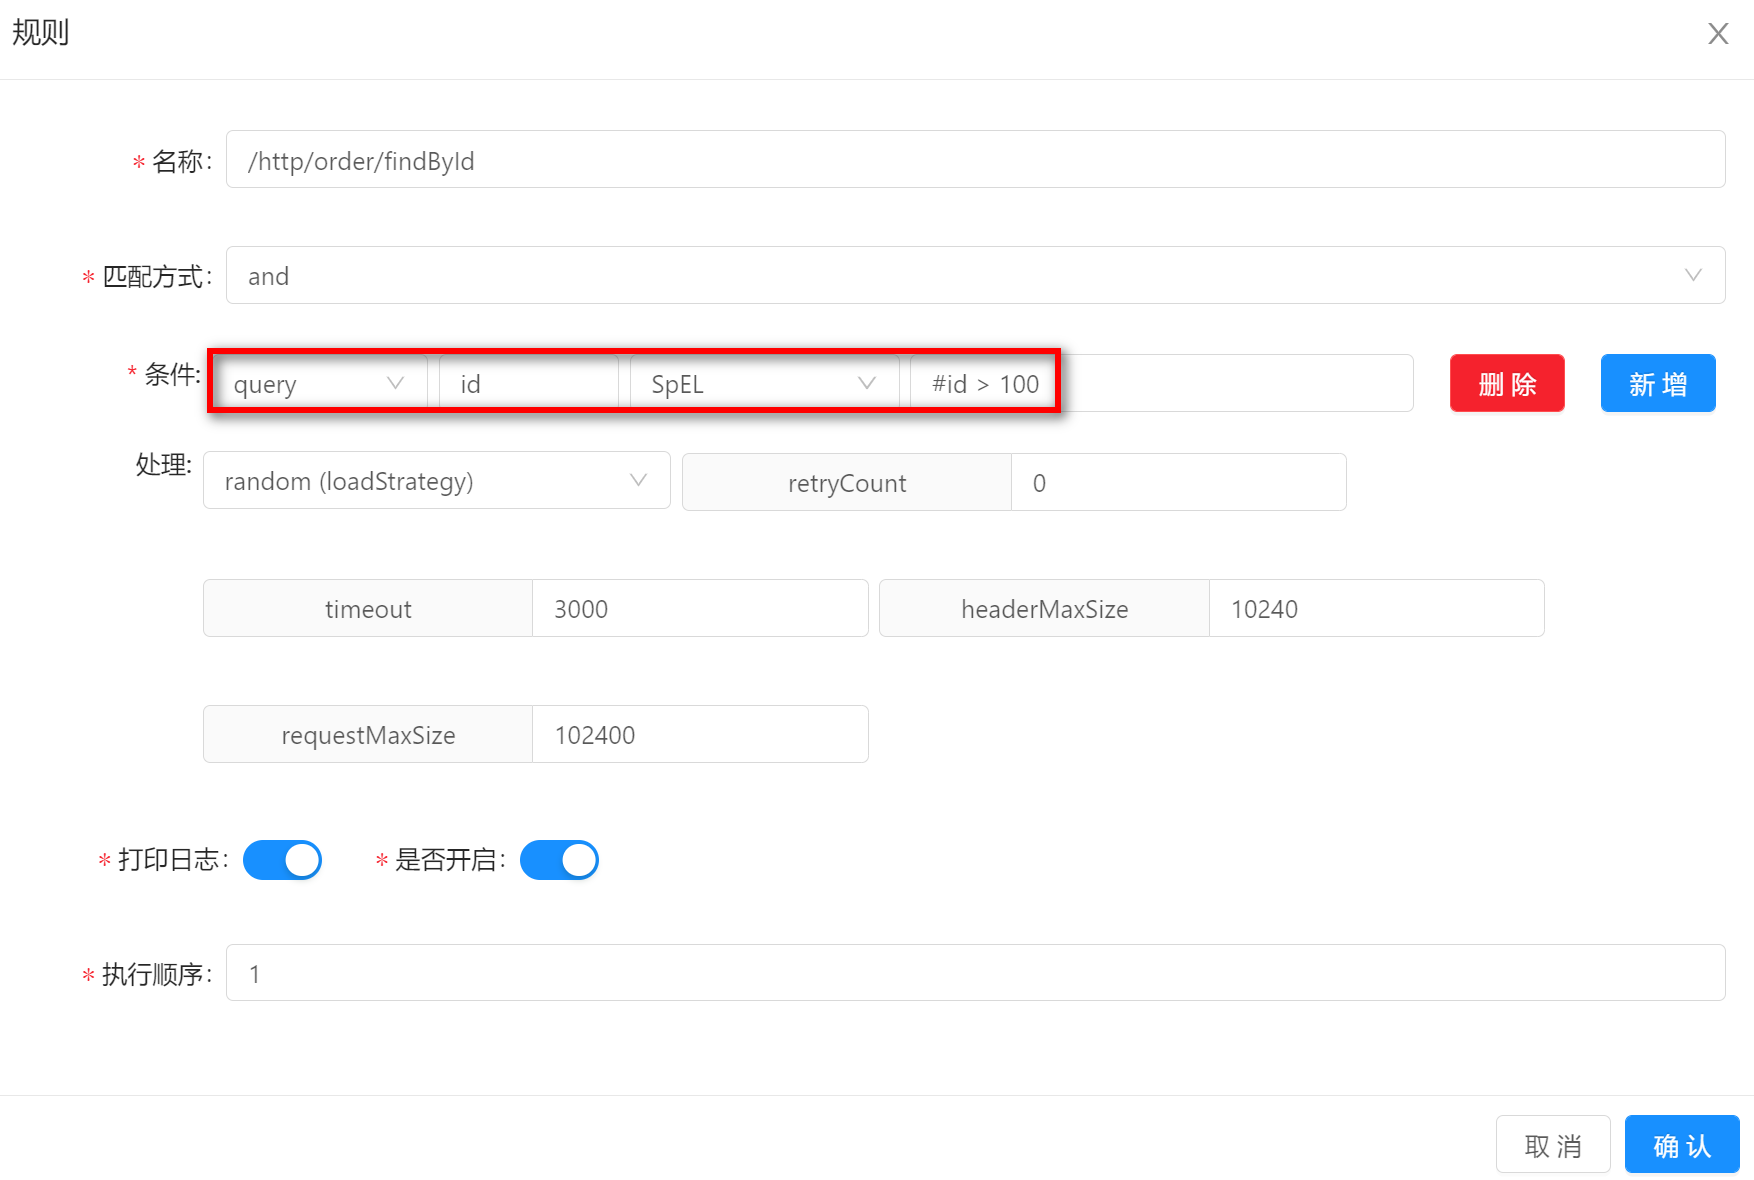 规则
* 名称: /http/order/findById
* 匹配方式: and
* 条件: query id SpEL #id > 100 删 除 新 增
处理: random (loadStrategy) retryCount 0
timeout 3000 headerMaxSize 10240
requestMaxSize 102400
* 打印日志: * 是否开启:
* 执行顺序: 1
取 消 确 认